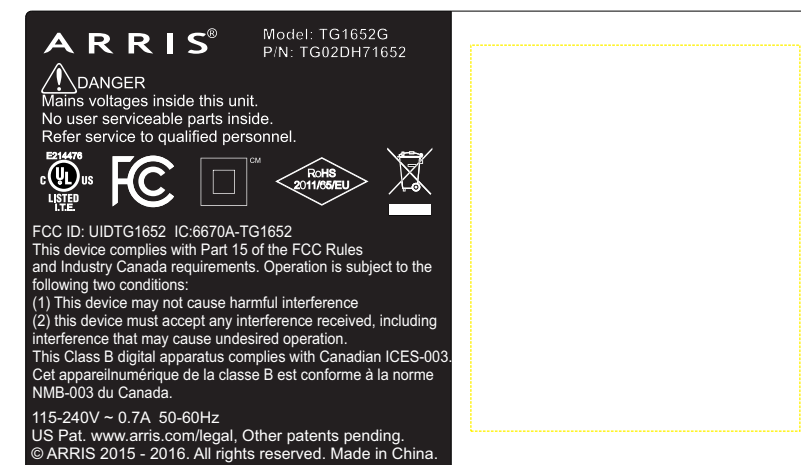 ARRIS®
Model: TG1652G
P/N: TG02DH71652
DANGER
Mains voltages inside this unit.
No user serviceable parts inside.
Refer service to qualified personnel.
E214476
C UL US
LISTED
I.T.E.
FC
CM
RoHS
2011/65/EU
FCC ID: UIDTG1652 IC:6670A-TG1652
This device complies with Part 15 of the FCC Rules
and Industry Canada requirements. Operation is subject to the
following two conditions:
(1) This device may not cause harmful interference
(2) this device must accept any interference received, including
interference that may cause undesired operation.
This Class B digital apparatus complies with Canadian ICES-003.
Cet appareilnumérique de la classe B est conforme à la norme
NMB-003 du Canada.
115-240V ~ 0.7A 50-60Hz
US Pat. www.arris.com/legal, Other patents pending.
© ARRIS 2015 - 2016. All rights reserved. Made in China.